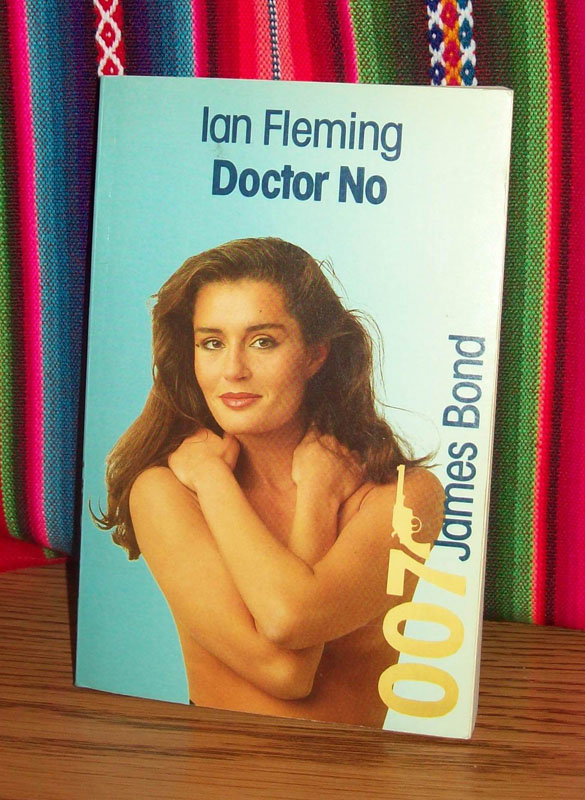 Ian Fleming
Doctor No
007
James Bond